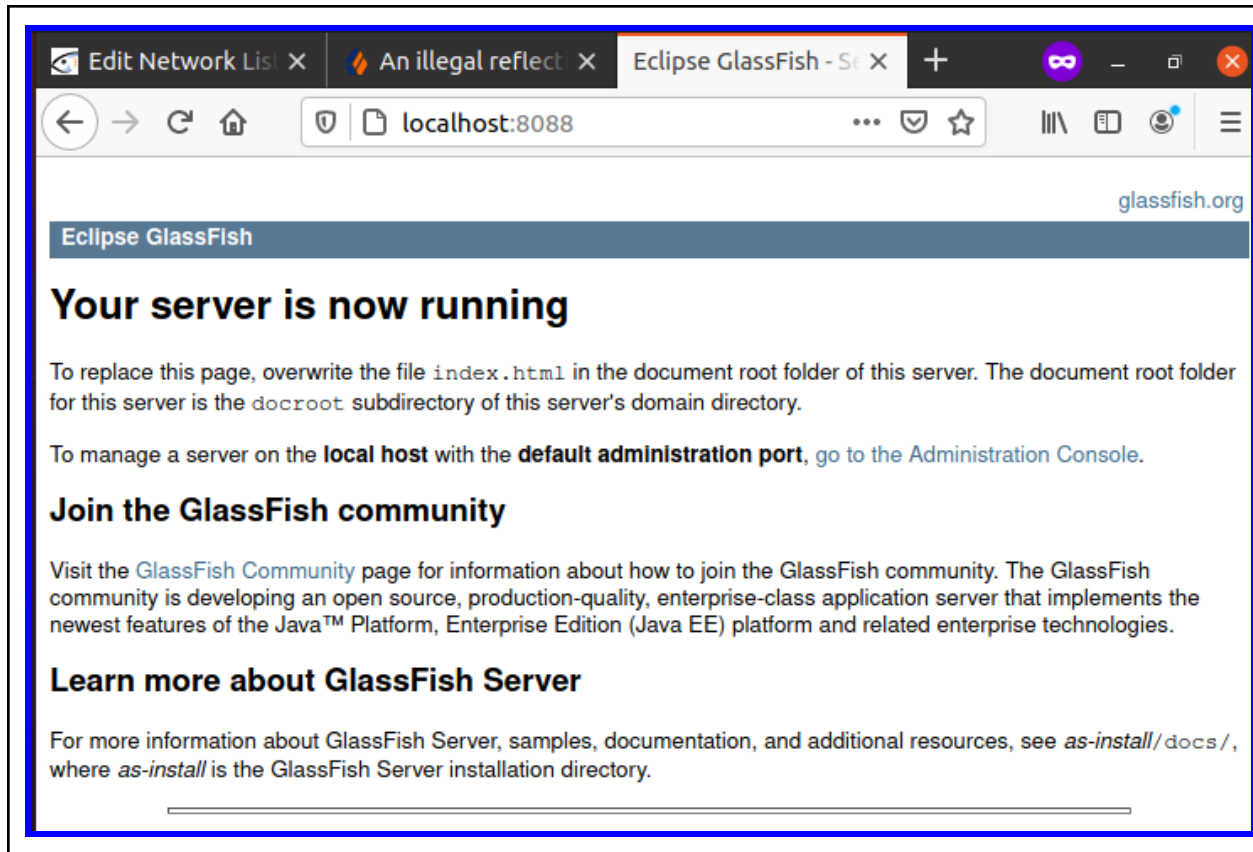 Edit Network Lis
An illegal reflecti
Eclipse GlassFish - Se
localhost:8088
glassfish.org
Eclipse GlassFish
Your server is now running
To replace this page, overwrite the file index.html in the document root folder of this server. The document root folder
for this server is the docroot subdirectory of this server's domain directory.
To manage a server on the local host with the default administration port, go to the Administration Console.
Join the GlassFish community
Visit the GlassFish Community page for information about how to join the GlassFish community. The GlassFish
community is developing an open source, production-quality, enterprise-class application server that implements the
newest features of the Java™ Platform, Enterprise Edition (Java EE) platform and related enterprise technologies.
Learn more about GlassFish Server
For more information about GlassFish Server, samples, documentation, and additional resources, see as-install/docs/,
where as-install is the GlassFish Server installation directory.